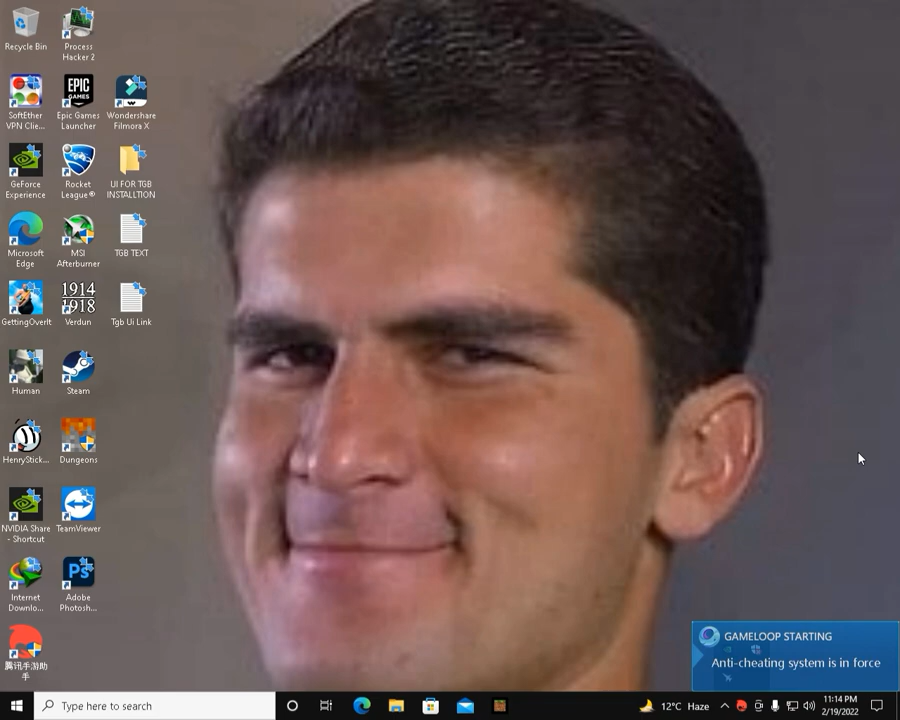 Recycle Bin
Process
Hacker 2
SoftEther
VPN Clie...
EPIC
GAMES
Epic Games
Launcher
Wondershare
Filmora X
GeForce
Experience
Rocket
League®
UI FOR TGB
INSTALLTION
Microsoft
Edge
MSI
Afterburner
TGB TEXT
GettingOverIt
1914
1918
Verdun
Tgb Ui Link
Human
Steam
HenryStick...
Dungeons
NVIDIA Share
- Shortcut
TeamViewer
Internet
Downlo...
Ps
Adobe
Photosh...
腾讯手游助
手
GAMELOOP STARTING
Anti-cheating system is in force
Type here to search
12°C Haze
11:14 PM
2/19/2022